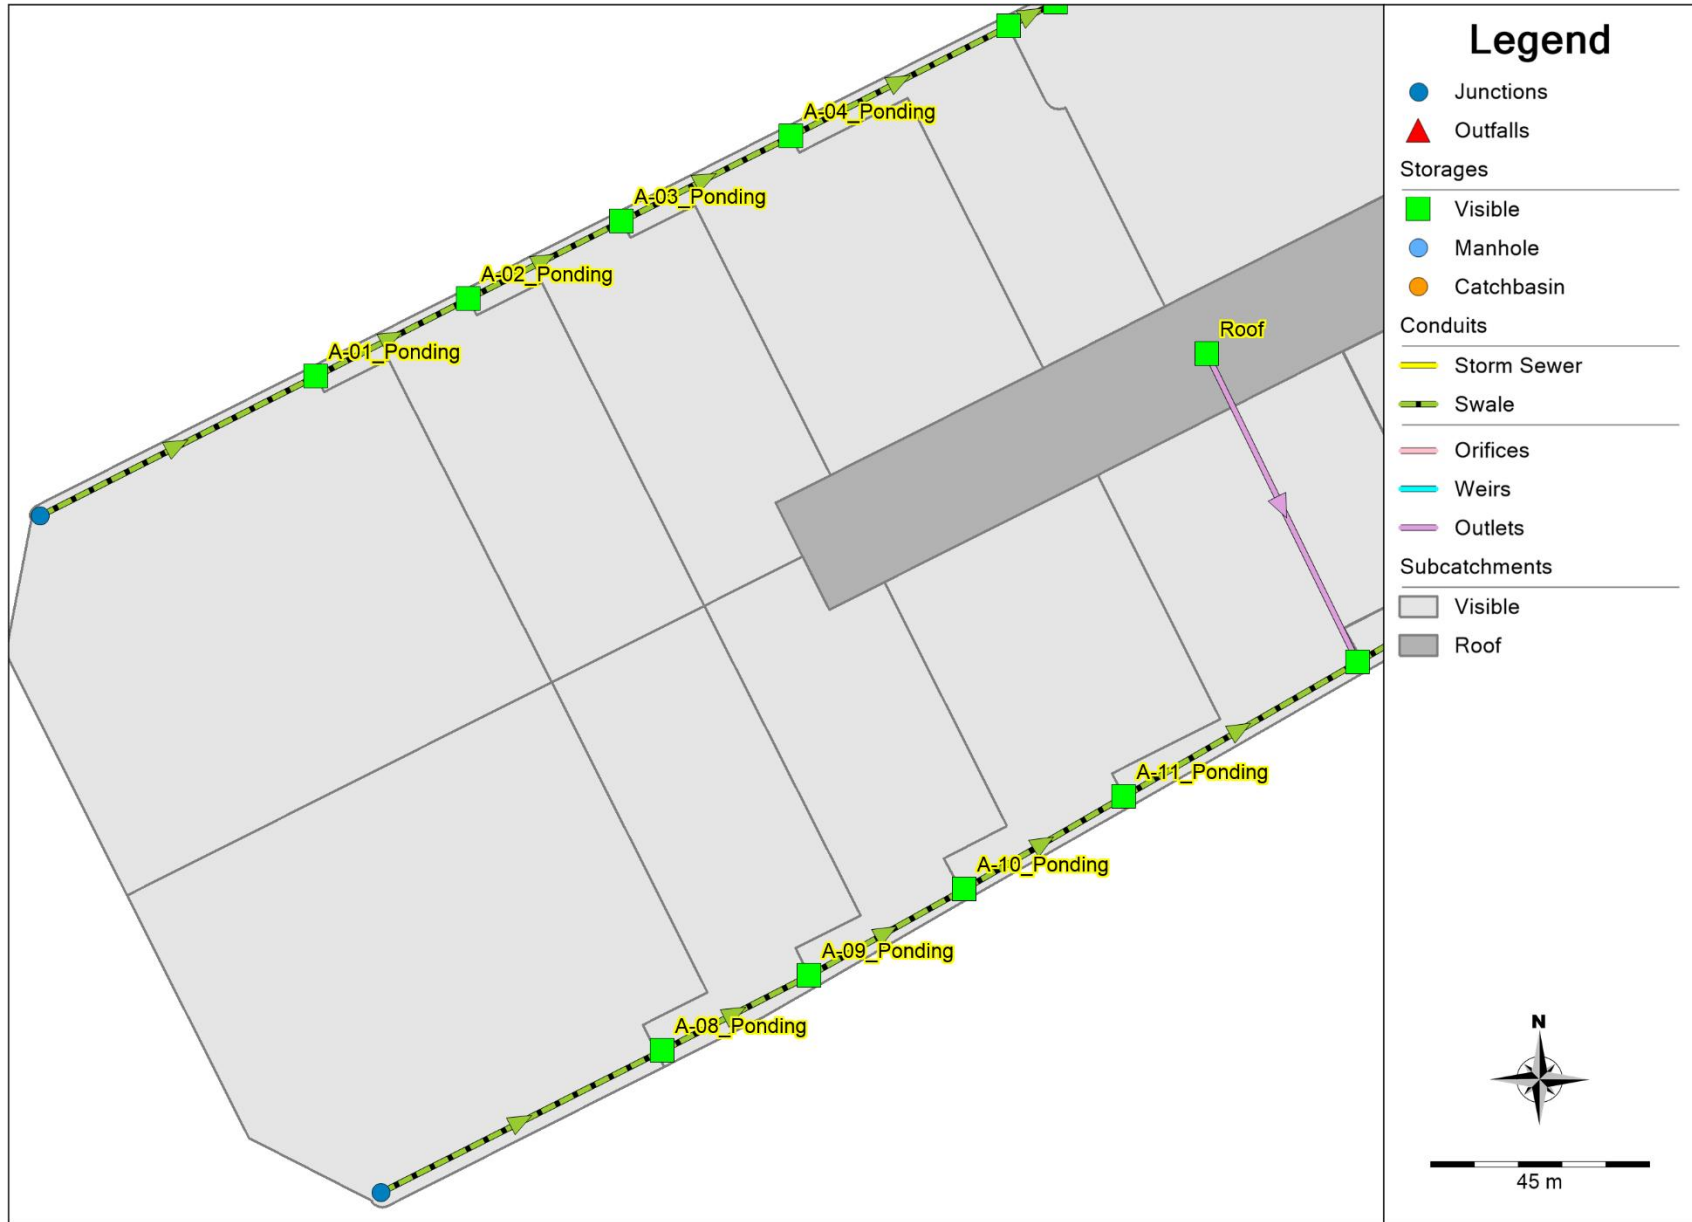 A-04_Ponding
A-03_Ponding
A-02_Ponding
A-01_Ponding
Roof
A-11_Ponding
A-10_Ponding
A-09_Ponding
A-08_Ponding
Legend
Junctions
Outfalls
Storages
Visible
Manhole
Catchbasin
Conduits
Storm Sewer
Swale
Orifices
Weirs
Outlets
Subcatchments
Visible
Roof
N
45 m